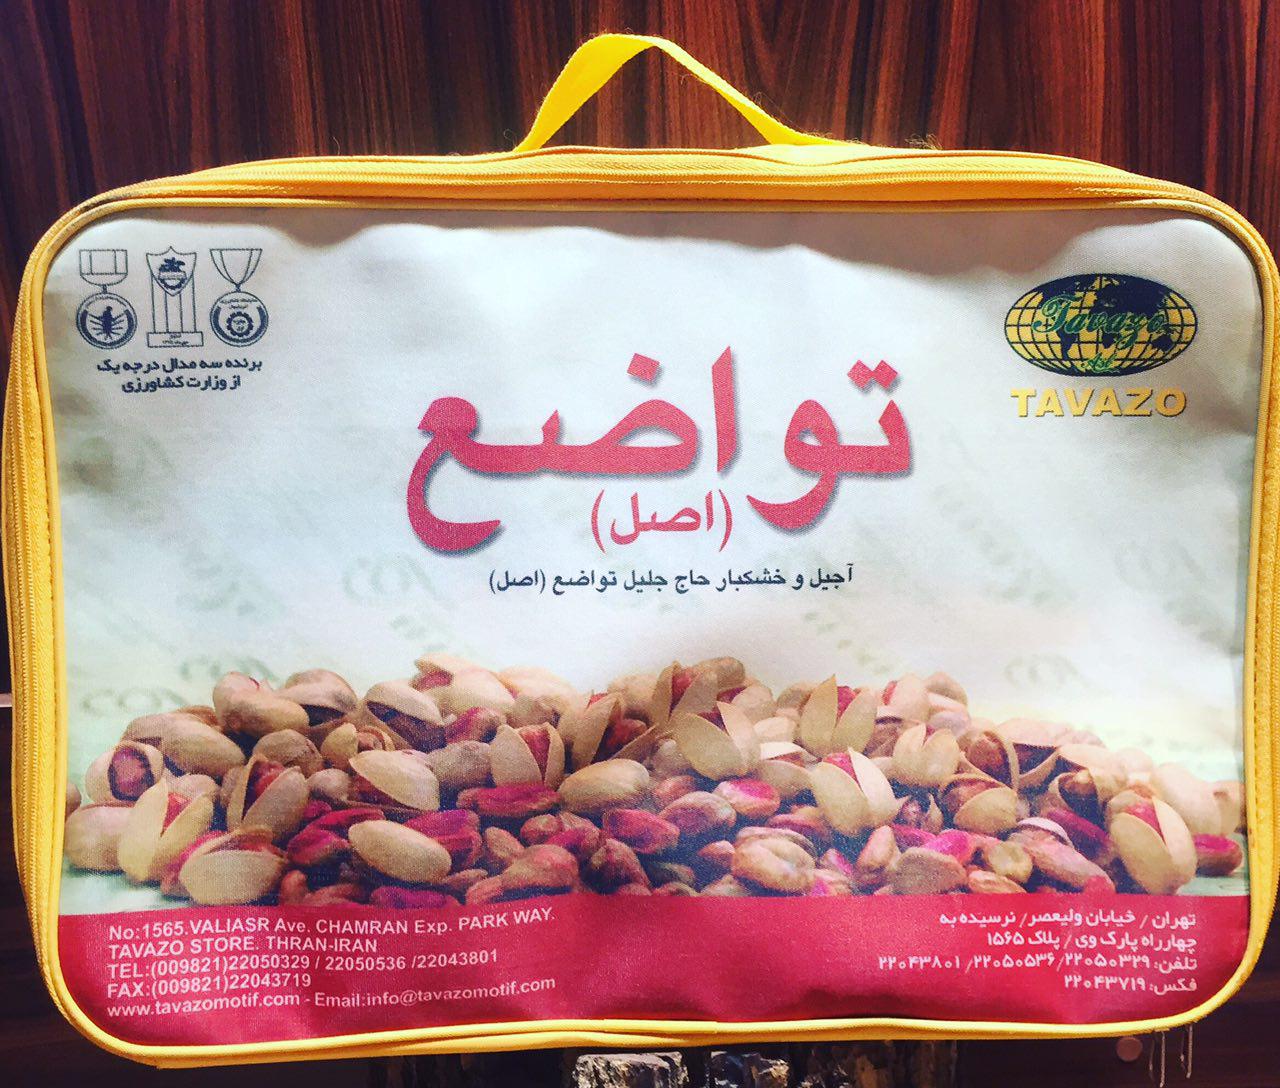 برنده سه مدال درجه یک
از وزارت کشاورزی
Tavazo
TAVAZO
تواضع
(اصل)
آجیل و خشکبار حاج جلیل تواضع (اصل)
No:1565.VALIASR Ave. CHAMRAN Exp. PARK WAY.
TAVAZO STORE. THRAN-IRAN
TEL:(009821)22050329 / 22050536 /22043801
FAX:(009821)22043719
www.tavazomotif.com - Email:info@tavazomotif.com
تهران / خیابان ولیعصر/ نرسیده به
چهارراه پارک وی / پلاک ۱۵۶۵
تلفن: ۲۲۰۵۰۳۲۹/ ۲۲۰۵۰۵۳۶/ ۲۲۰۴۳۸۰۱
فکس: ۲۲۰۴۳۷۱۹